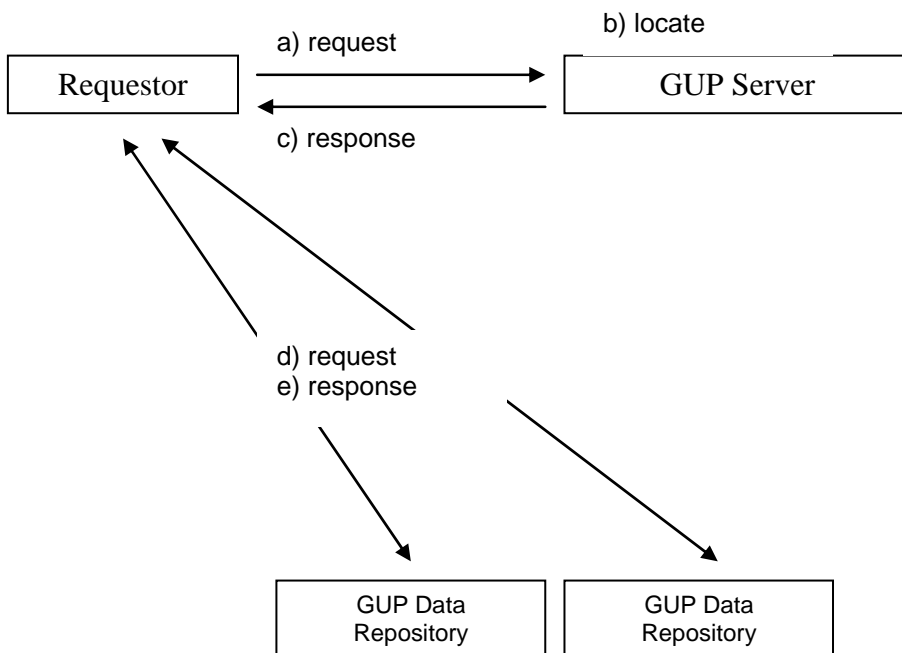 a) request
b) locate
Requestor
GUP Server
c) response
d) request
e) response
GUP Data
Repository
GUP Data
Repository